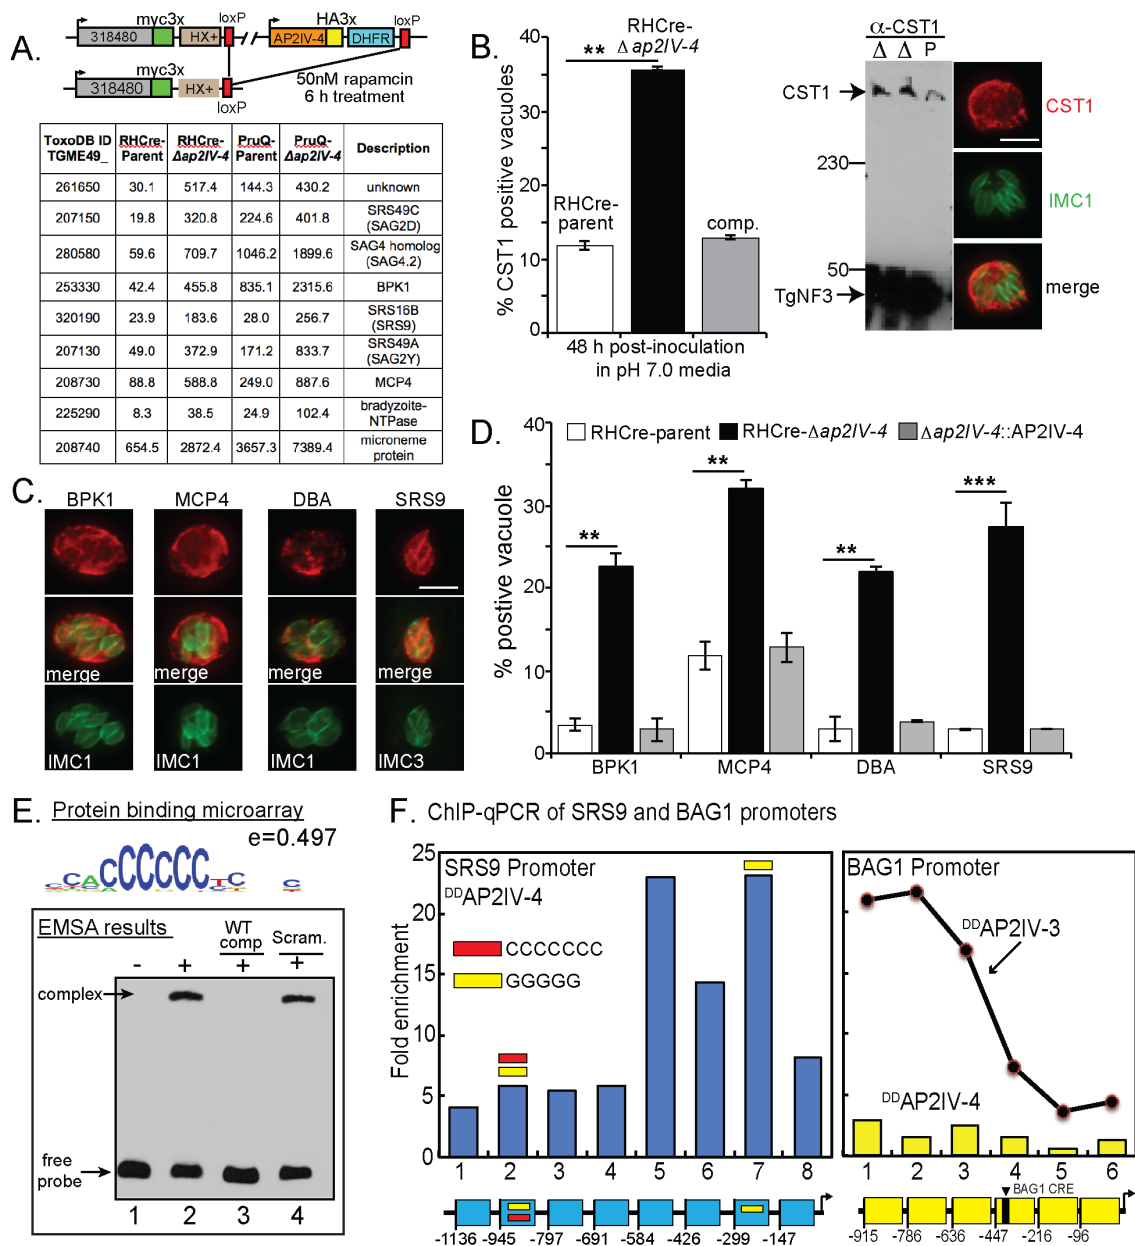 A.
myc3x
loxP
HA3x
loxP
318480
HX+
AP2IV-4
DHFR
myc3x
318480
HX+
loxP
50nM rapamcin
6 h treatment
ToxoDB ID TGME49_ RHCre-Parent RHCre-Δap2IV-4 PruQ-Parent PruQ-Δap2IV-4 Description
261650 30.1 517.4 144.3 430.2 unknown
207150 19.8 320.8 224.6 401.8 SRS49C (SAG2D)
280580 59.6 709.7 1046.2 1899.6 SAG4 homolog (SAG4.2)
253330 42.4 455.8 835.1 2315.6 BPK1
320190 23.9 183.6 28.0 256.7 SRS16B (SRS9)
207130 49.0 372.9 171.2 833.7 SRS49A (SAG2Y)
208730 88.8 588.8 249.0 887.6 MCP4
225290 8.3 38.5 24.9 102.4 bradyzoite-NTPase
208740 654.5 2872.4 3657.3 7389.4 microneme protein
B.
RHCre-
Δap2IV-4
**
% CST1 positive vacuoles
40
30
20
10
0
RHCre-
parent
comp.
48 h post-inoculation
in pH 7.0 media
α-CST1
Δ Δ P
CST1
230
50
TgNF3
CST1
IMC1
merge
C.
BPK1 MCP4 DBA SRS9
merge merge merge merge
IMC1 IMC1 IMC1 IMC3
D.
RHCre-parent RHCre-Δap2IV-4 Δap2IV-4::AP2IV-4
% postive vacuole
40
30
20
10
0
** ** ** ***
BPK1 MCP4 DBA SRS9
E. Protein binding microarray
e=0.497
EMSA results
WT comp
Scram.
- + + +
complex
free probe
1 2 3 4
F. ChIP-qPCR of SRS9 and BAG1 promoters
Fold enrichment
25
20
15
10
5
0
SRS9 Promoter
DDAP2IV-4
CCCCCCC
GGGGG
1 2 3 4 5 6 7 8
-1136 -945 -797 -691 -584 -426 -299 -147
BAG1 Promoter
DDAP2IV-3
DDAP2IV-4
1 2 3 4 5 6
BAG1 CRE
-915 -786 -636 -447 -216 -96